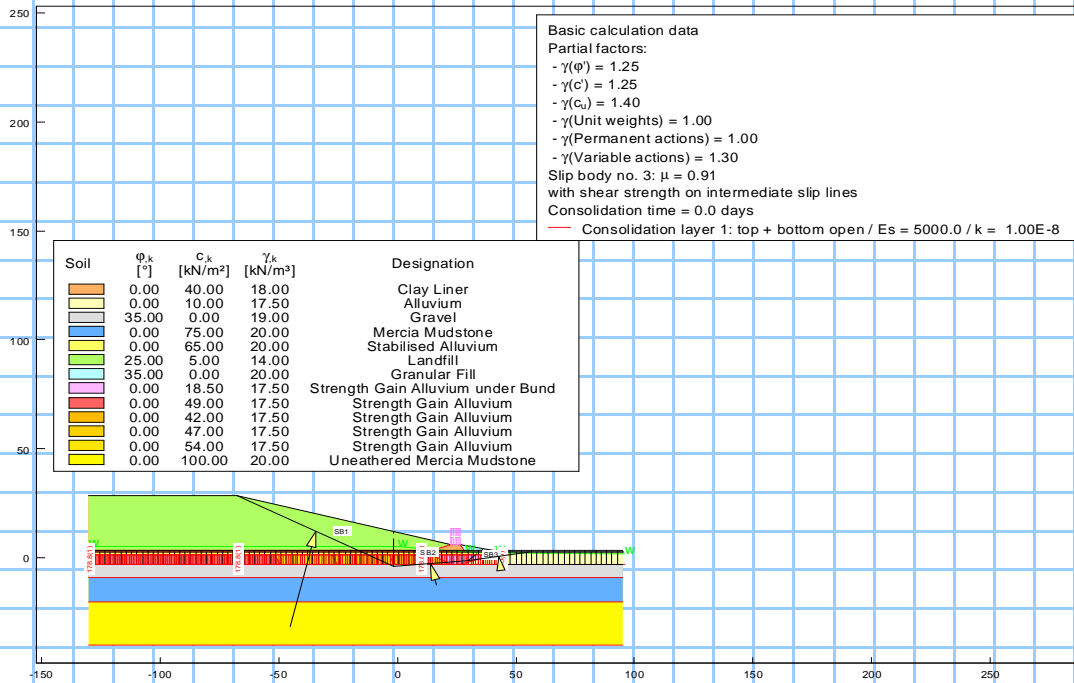 250
200
150
100
50
0
Basic calculation data
Partial factors:
- γ(φ') = 1.25
- γ(c') = 1.25
- γ(cᵤ) = 1.40
- γ(Unit weights) = 1.00
- γ(Permanent actions) = 1.00
- γ(Variable actions) = 1.30
Slip body no. 3: μ = 0.91
with shear strength on intermediate slip lines
Consolidation time = 0.0 days
Consolidation layer 1: top + bottom open / Es = 5000.0 / k = 1.00E-8
Soil φ,k [°] c,k [kN/m²] γ,k [kN/m³] Designation
0.00 40.00 18.00 Clay Liner
0.00 10.00 17.50 Alluvium
35.00 0.00 19.00 Gravel
0.00 75.00 20.00 Mercia Mudstone
0.00 65.00 20.00 Stabilised Alluvium
25.00 5.00 14.00 Landfill
35.00 0.00 20.00 Granular Fill
0.00 18.50 17.50 Strength Gain Alluvium under Bund
0.00 49.00 17.50 Strength Gain Alluvium
0.00 42.00 17.50 Strength Gain Alluvium
0.00 47.00 17.50 Strength Gain Alluvium
0.00 54.00 17.50 Strength Gain Alluvium
0.00 100.00 20.00 Uneathered Mercia Mudstone
SB1
W W W W
178.8(1) 178.8(1)
SB2 SB3
-150 -100 -50 0 50 100 150 200 250